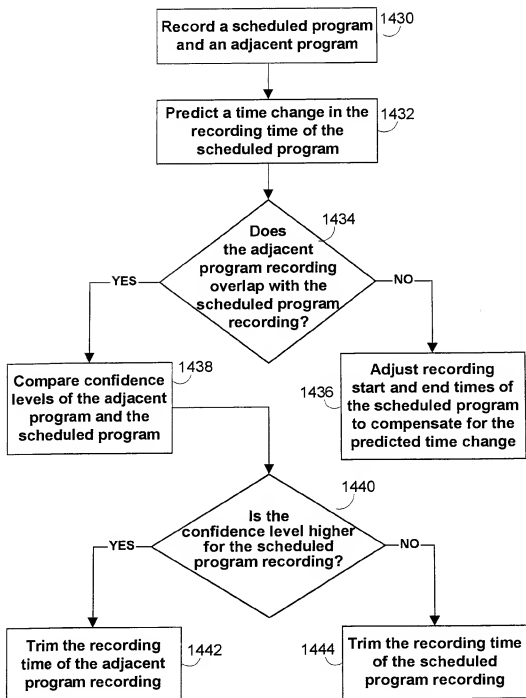 Record a scheduled program
and an adjacent program
1430
Predict a time change in the
recording time of the
scheduled program
1432
Does
the adjacent
program recording
overlap with the
scheduled program
recording?
1434
YES
NO
Compare confidence
levels of the adjacent
program and the
scheduled program
1438
Adjust recording
start and end times of
the scheduled program
to compensate for the
predicted time change
1436
Is the
confidence level higher
for the scheduled
program recording?
1440
YES
NO
Trim the recording
time of the adjacent
program recording
1442
1444
Trim the recording time
of the scheduled
program recording